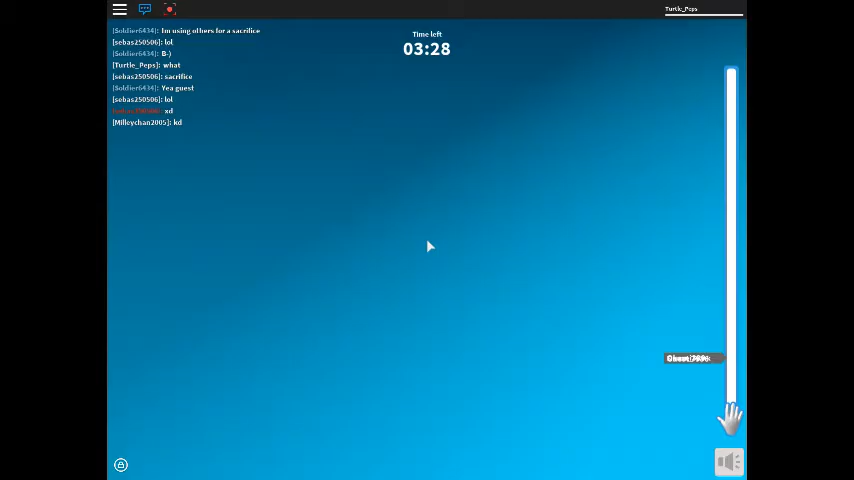 Turtle_Peps
[Soldier6434]: Im using others for a sacrifice
[sebas250506]: lol
[Soldier6434]: B-)
[Turtle_Peps]: what
[sebas250506]: sacrifice
[Soldier6434]: Yea guest
[sebas250506]: lol
xd
[Milleychan2005]: kd
Time left
03:28